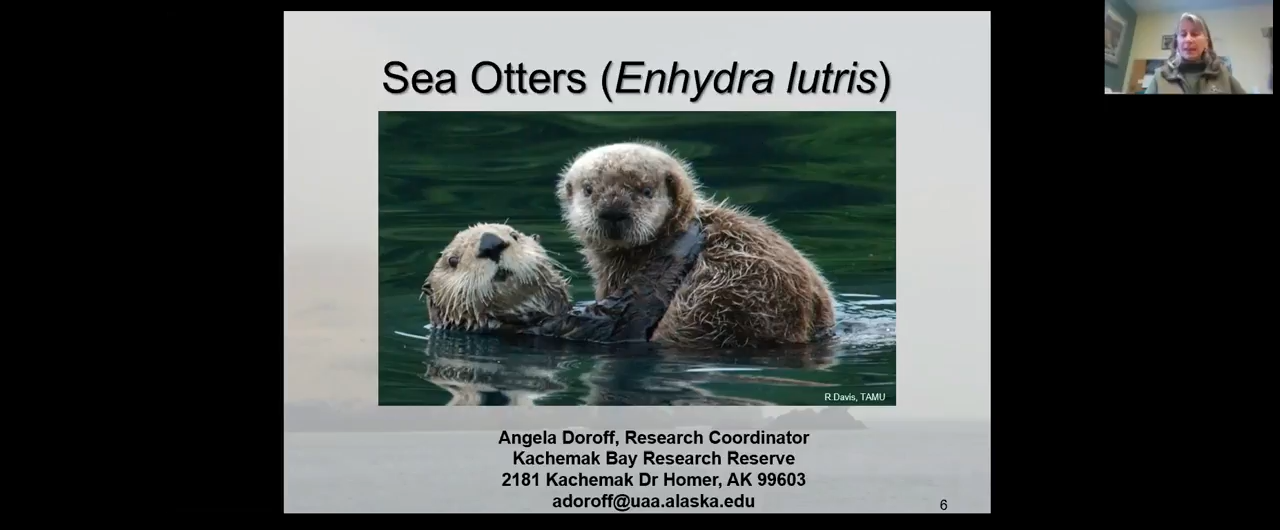 Sea Otters (Enhydra lutris)
R.Davis, TAMU
Angela Doroff, Research Coordinator
Kachemak Bay Research Reserve
2181 Kachemak Dr Homer, AK 99603
adoroff@uaa.alaska.edu
6